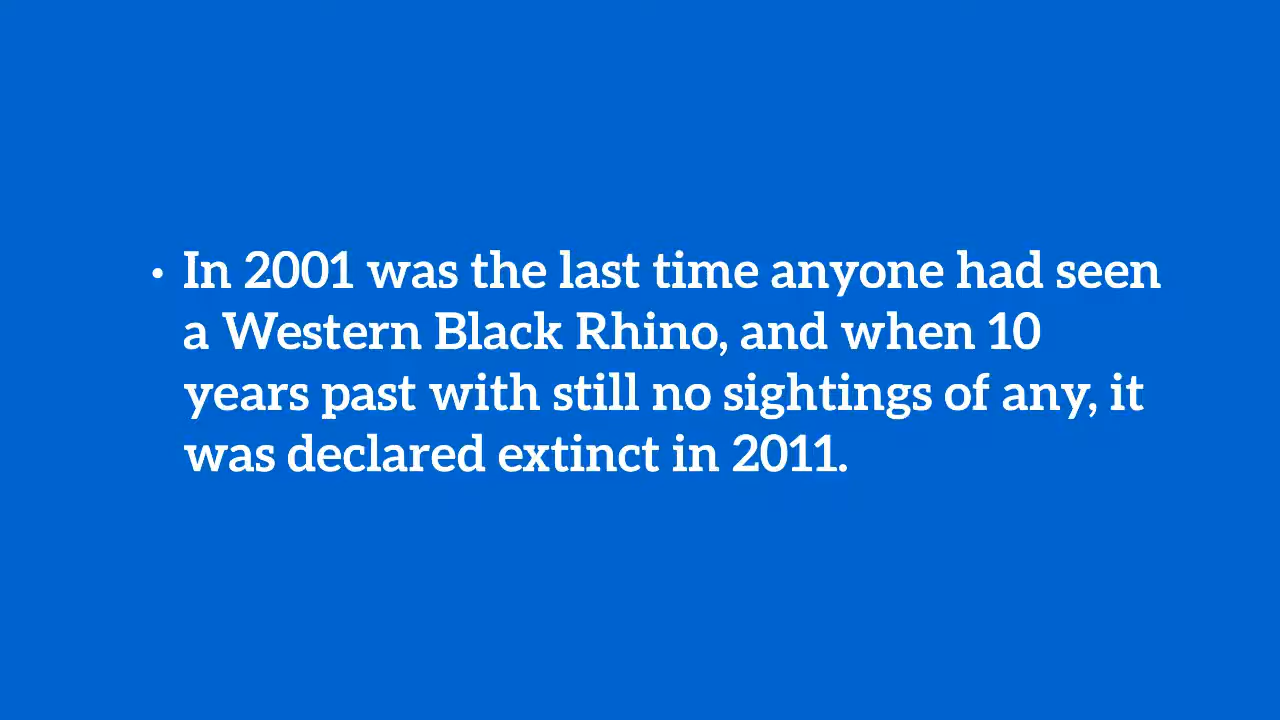 • In 2001 was the last time anyone had seen
a Western Black Rhino, and when 10
years past with still no sightings of any, it
was declared extinct in 2011.